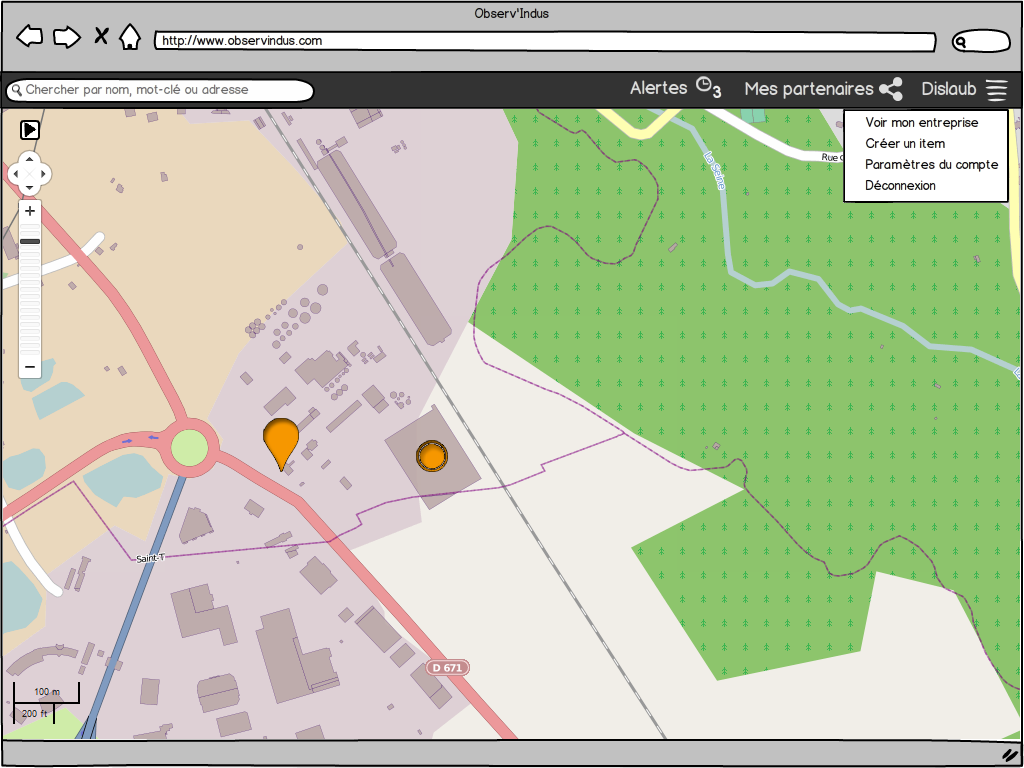 Observ'Indus
http://www.observindus.com
Chercher par nom, mot-clé ou adresse
Alertes 3
Mes partenaires
Dislaub
Voir mon entreprise
Créer un item
Paramètres du compte
Déconnexion
Rue
La Seine
Saint-T
D 671
100 m
200 ft